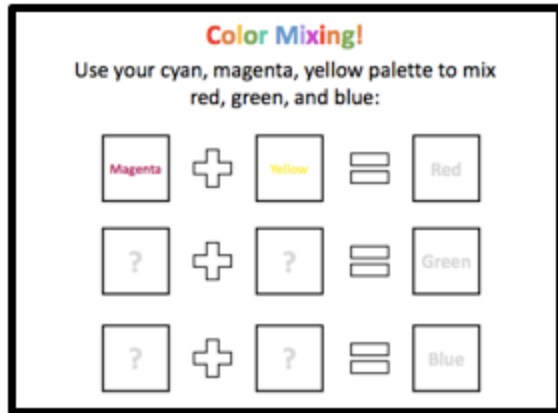 Color Mixing!
Use your cyan, magenta, yellow palette to mix
red, green, and blue:
Magenta + Yellow = Red
? + ? = Green
? + ? = Blue